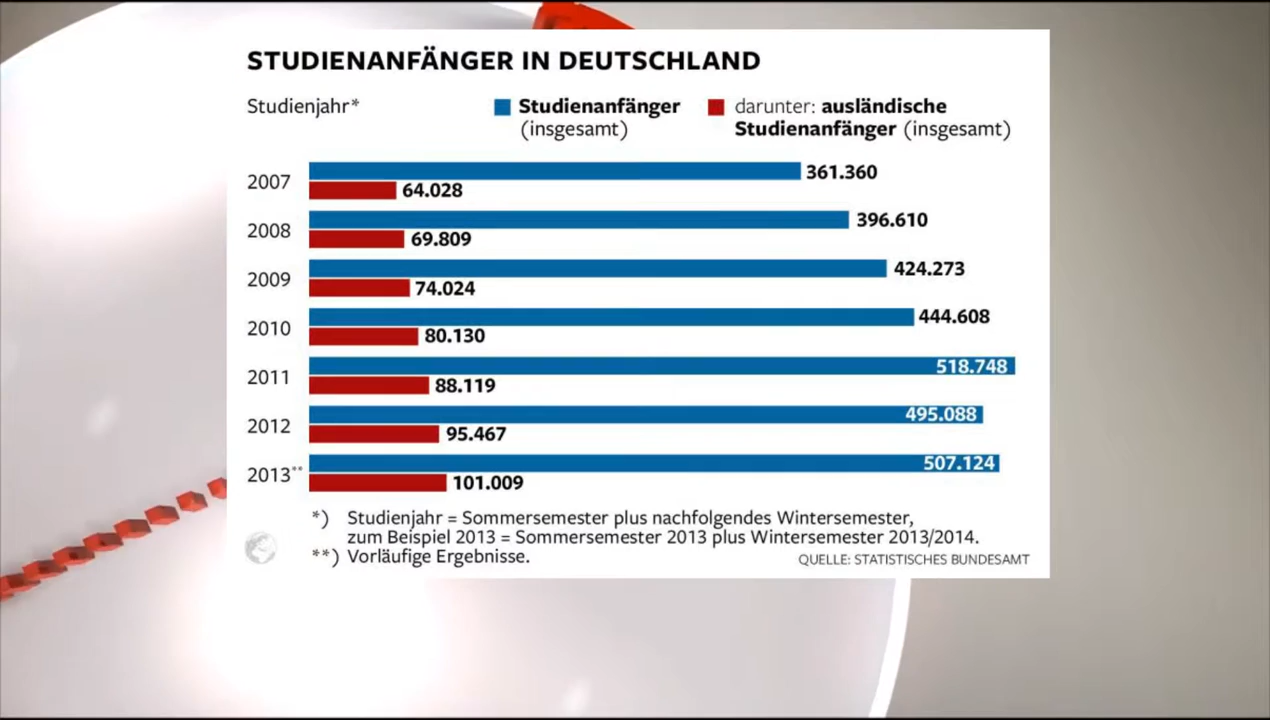 STUDIENANFÄNGER IN DEUTSCHLAND
Studienjahr*
Studienanfänger
(insgesamt)
darunter: ausländische
Studienanfänger (insgesamt)
2007
361.360
64.028
2008
396.610
69.809
2009
424.273
74.024
2010
444.608
80.130
2011
518.748
88.119
2012
495.088
95.467
2013**
507.124
101.009
*) Studienjahr = Sommersemester plus nachfolgendes Wintersemester,
zum Beispiel 2013 = Sommersemester 2013 plus Wintersemester 2013/2014.
**) Vorläufige Ergebnisse.
QUELLE: STATISTISCHES BUNDESAMT